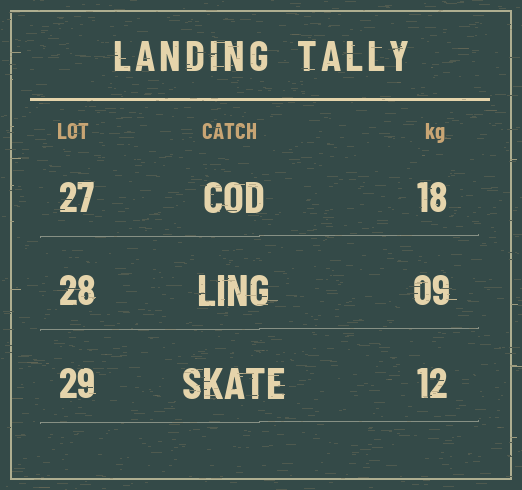 LANDING TALLY
LOT CATCH kg
27 COD 18
28 LING 09
29 SKATE 12